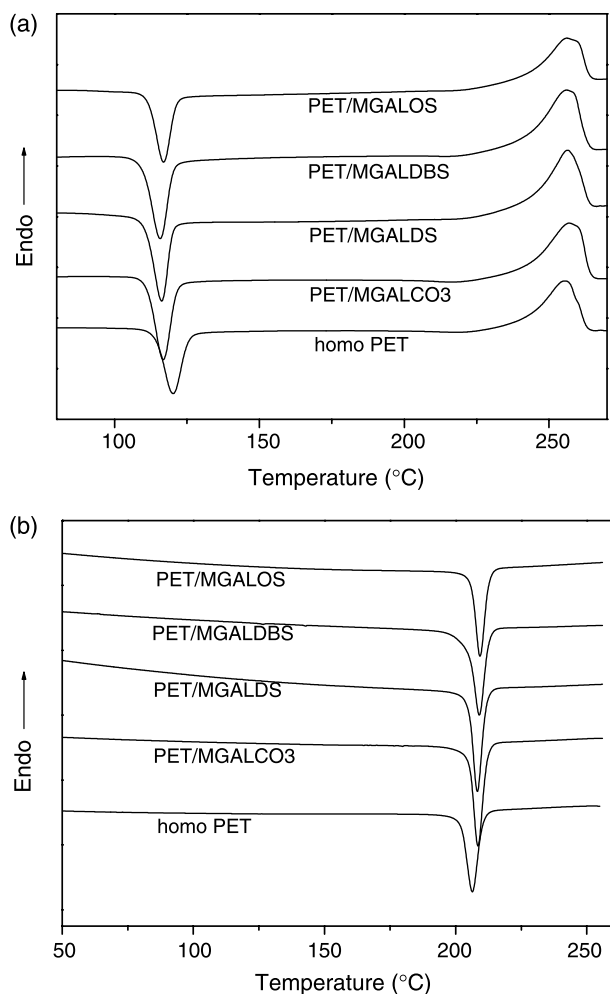 (a)
Endo
PET/MGALOS
PET/MGALDBS
PET/MGALDS
PET/MGALCO3
homo PET
100 150 200 250
Temperature (°C)
(b)
Endo
PET/MGALOS
PET/MGALDBS
PET/MGALDS
PET/MGALCO3
homo PET
50 100 150 200 250
Temperature (°C)